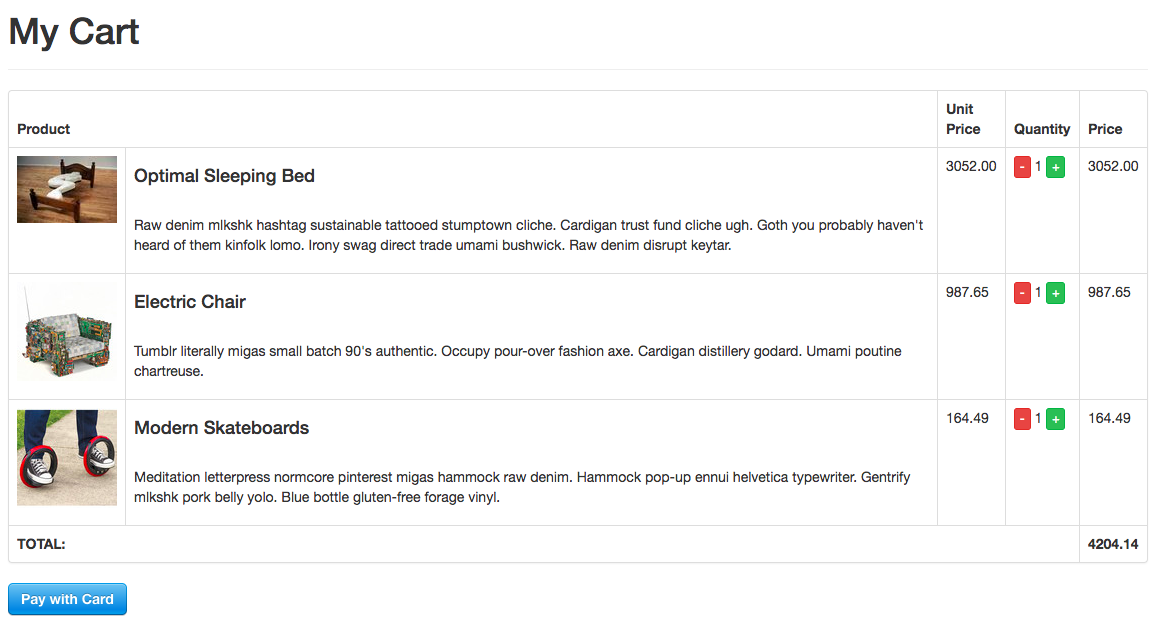 My Cart
Product
Unit
Price
Quantity
Price
Optimal Sleeping Bed
3052.00
- 1 +
3052.00
Raw denim mlkshk hashtag sustainable tattooed stumptown cliche. Cardigan trust fund cliche ugh. Goth you probably haven't
heard of them kinfolk lomo. Irony swag direct trade umami bushwick. Raw denim disrupt keytar.
Electric Chair
987.65
- 1 +
987.65
Tumblr literally migas small batch 90's authentic. Occupy pour-over fashion axe. Cardigan distillery godard. Umami poutine
chartreuse.
Modern Skateboards
164.49
- 1 +
164.49
Meditation letterpress normcore pinterest migas hammock raw denim. Hammock pop-up ennui helvetica typewriter. Gentrify
mlkshk pork belly yolo. Blue bottle gluten-free forage vinyl.
TOTAL:
4204.14
Pay with Card